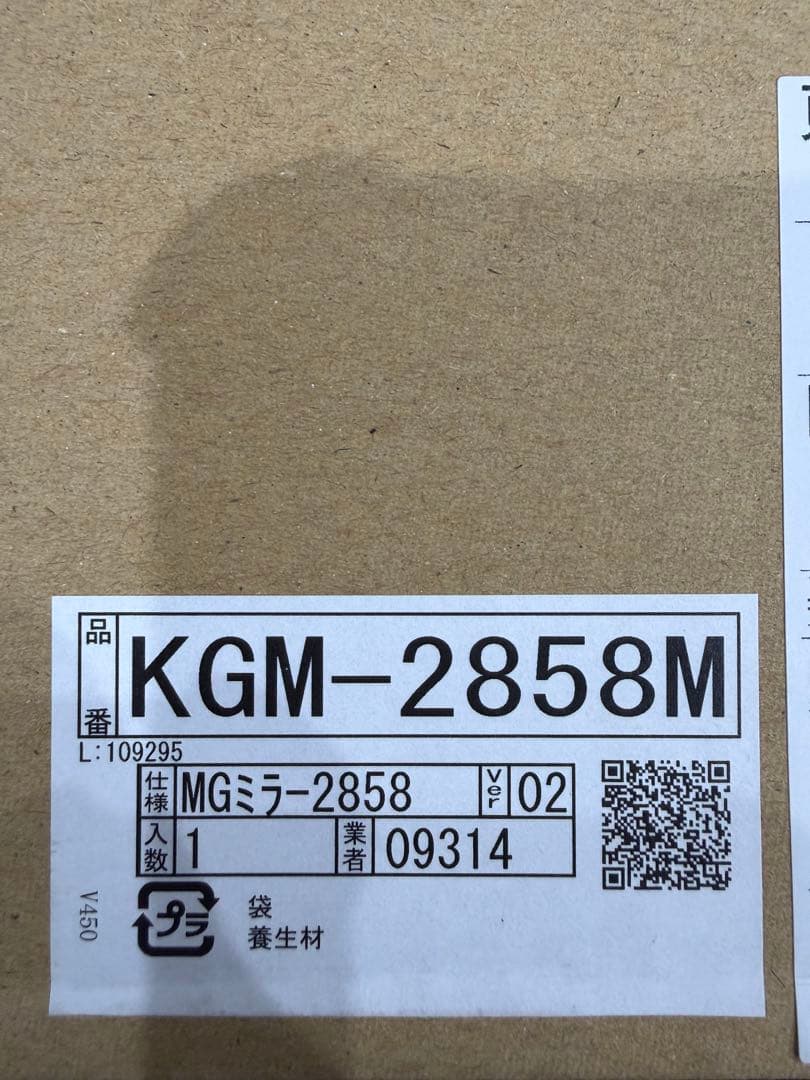 品番 KGM-2858M
L:109295
仕様 MGミラー2858 Ver 02
入数 1 業者 09314
V450
プラ
袋
養生材